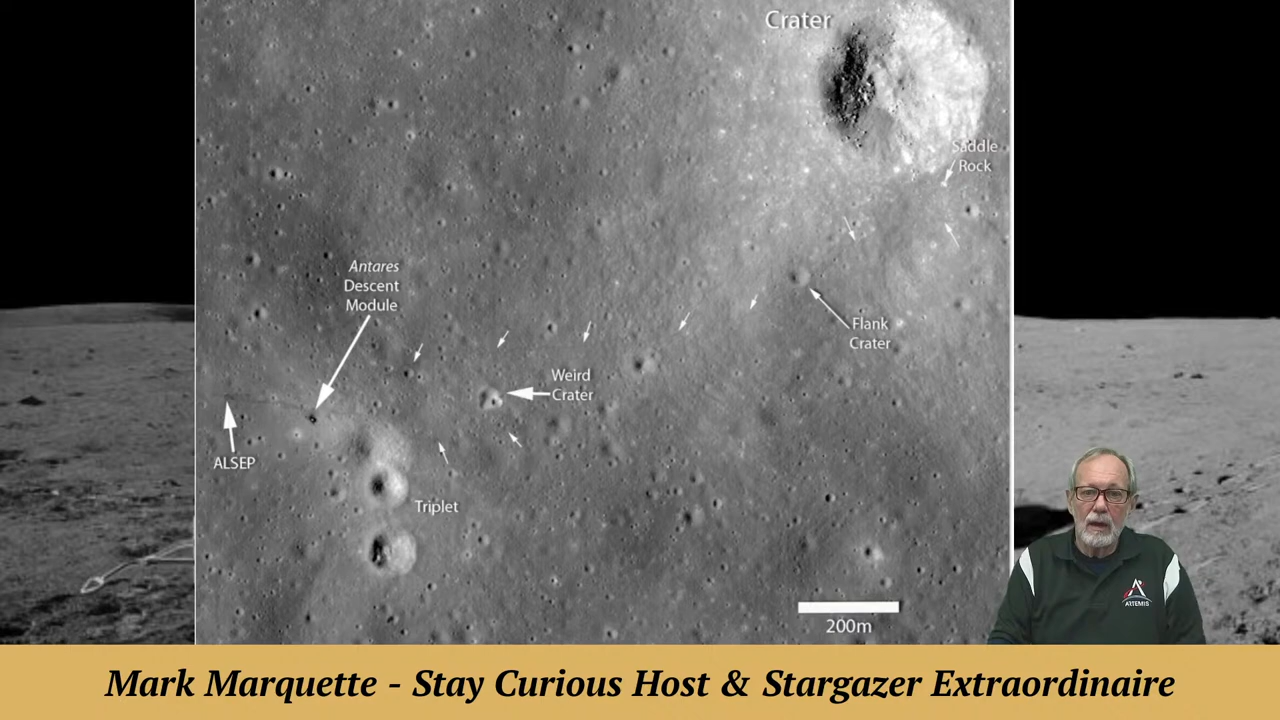 Crater
Saddle
Rock
Antares
Descent
Module
Flank
Crater
Weird
Crater
ALSEP
Triplet
200m
ARTEMIS
Mark Marquette - Stay Curious Host & Stargazer Extraordinaire